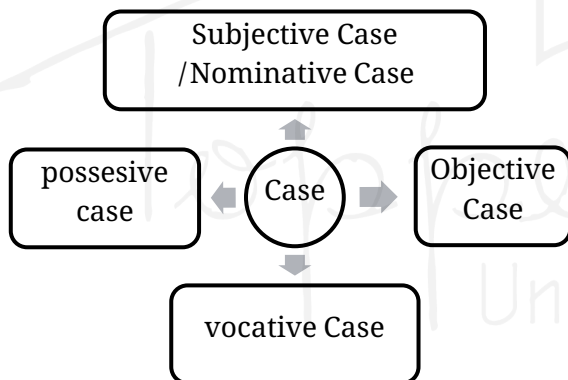 Subjective Case
/Nominative Case
possesive
case
Case
Objective
Case
vocative Case